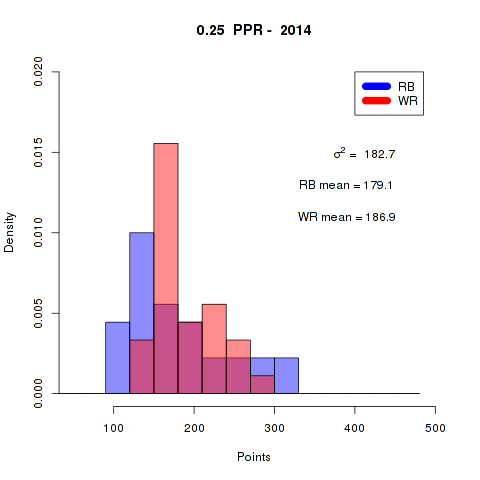 0.25 PPR - 2014
RB
WR
σ² = 182.7
RB mean = 179.1
WR mean = 186.9
Density
0.020
0.015
0.010
0.005
0.000
100 200 300 400 500
Points